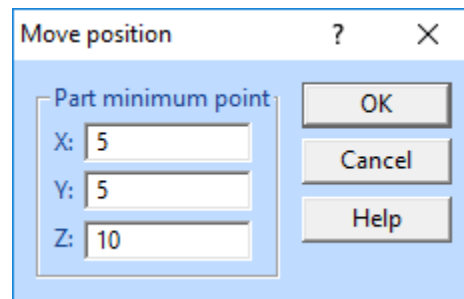 Move position ? ×
Part minimum point
X: 5
Y: 5
Z: 10
OK
Cancel
Help